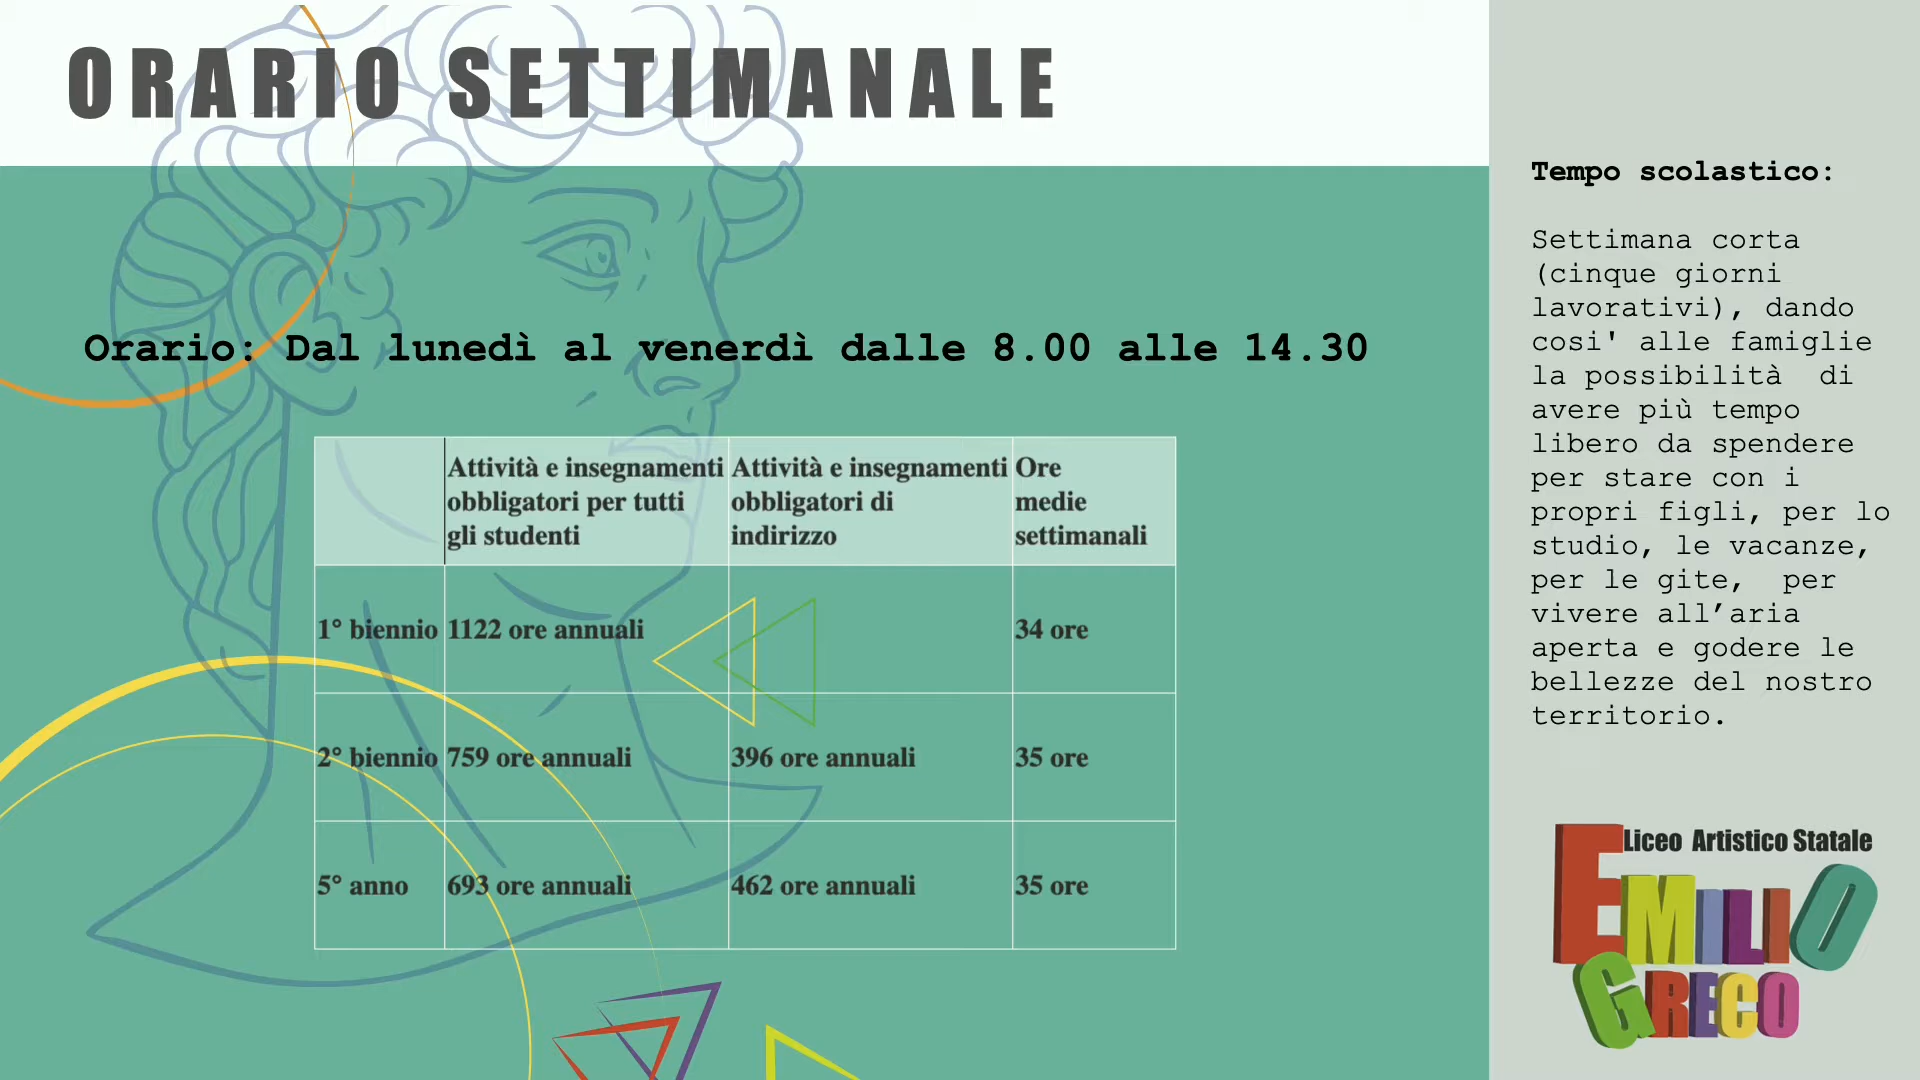 ORARIO SETTIMANALE
Orario: Dal lunedì al venerdì dalle 8.00 alle 14.30
Attività e insegnamenti obbligatori per tutti gli studenti
Attività e insegnamenti obbligatori di indirizzo
Ore medie settimanali
1° biennio 1122 ore annuali 34 ore
2° biennio 759 ore annuali 396 ore annuali 35 ore
5° anno 693 ore annuali 462 ore annuali 35 ore
Tempo scolastico:
Settimana corta
(cinque giorni
lavorativi), dando
cosi' alle famiglie
la possibilità  di
avere più tempo
libero da spendere
per stare con i
propri figli, per lo
studio, le vacanze,
per le gite,  per
vivere all’aria
aperta e godere le
bellezze del nostro
territorio.
Liceo Artistico Statale
EMILIO
GRECO